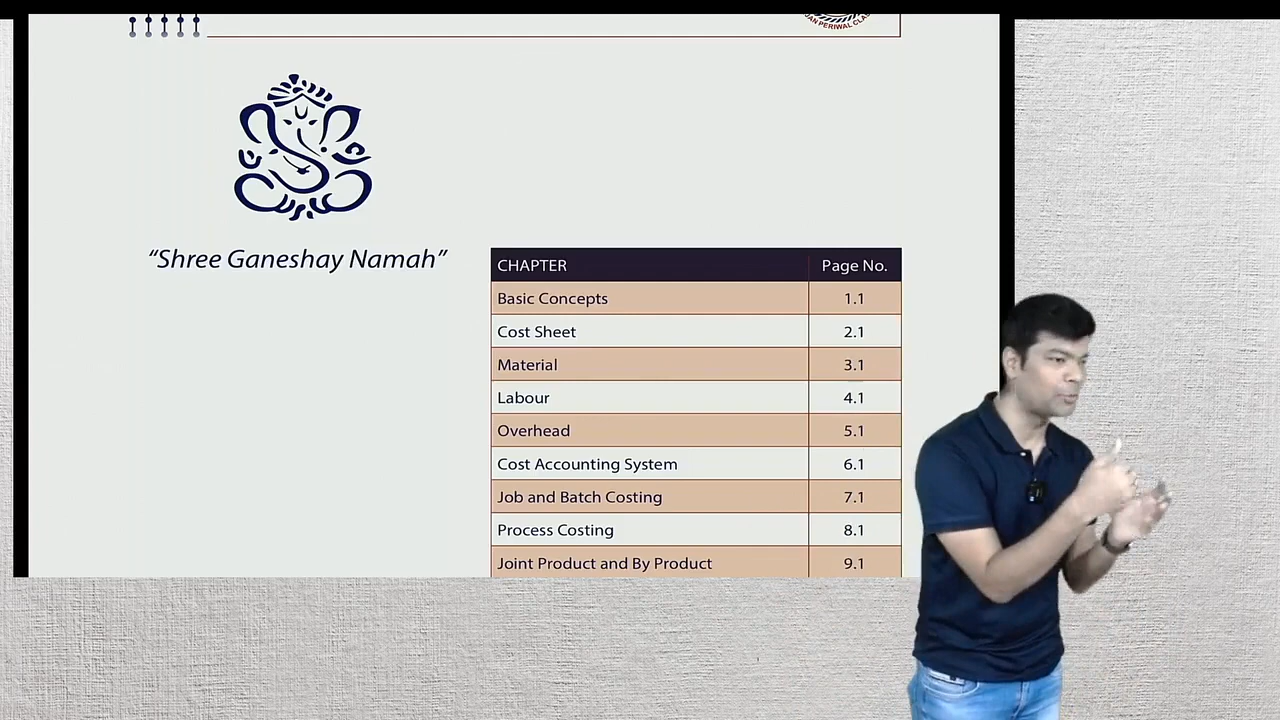 “Shree Ganeshay Namah”
CHAPTER Page No.
Basic Concepts 1.1
Cost Sheet 2.1
Material 3.1
Labour 4.1
Overhead 5.1
Cost Accounting System 6.1
Job and Batch Costing 7.1
Process Costing 8.1
Joint Product and By Product 9.1